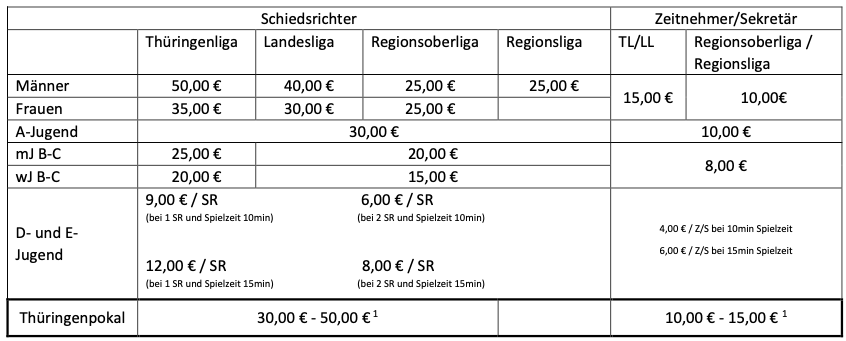 Schiedsrichter Zeitnehmer/Sekretär
Thüringenliga Landesliga Regionsoberliga Regionsliga TL/LL Regionsoberliga /
Regionsliga
Männer 50,00 € 40,00 € 25,00 € 25,00 € 15,00 € 10,00€
Frauen 35,00 € 30,00 € 25,00 €
A-Jugend 30,00 € 10,00 €
mJ B-C 25,00 € 20,00 € 8,00 €
wJ B-C 20,00 € 15,00 €
D- und E-
Jugend
9,00 € / SR 6,00 € / SR
(bei 1 SR und Spielzeit 10min) (bei 2 SR und Spielzeit 10min)
12,00 € / SR 8,00 € / SR
(bei 1 SR und Spielzeit 15min) (bei 2 SR und Spielzeit 15min)
4,00 € / Z/S bei 10min Spielzeit
6,00 € / Z/S bei 15min Spielzeit
Thüringenpokal 30,00 € - 50,00 € ¹ 10,00 € - 15,00 € ¹